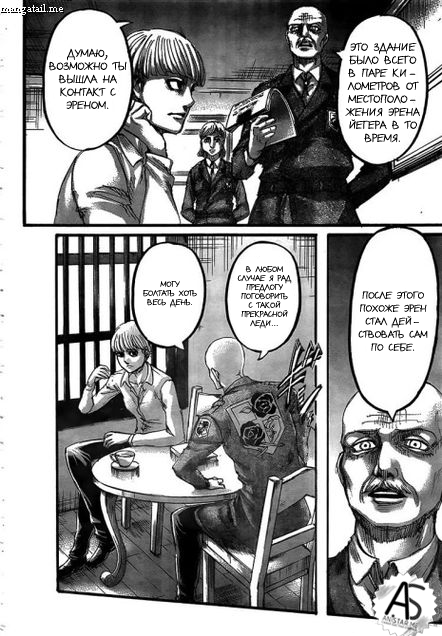 mangatail.me
ЭТО ЗДАНИЕ
БЫЛО ВСЕГО
В ПАРЕ КИ-
ЛОМЕТРОВ ОТ
МЕСТОПОЛО-
ЖЕНИЯ ЭРЕНА
ЙЕГЕРА В ТО
ВРЕМЯ.
ДУМАЮ,
ВОЗМОЖНО ТЫ
ВЫШЛА НА
КОНТАКТ С
ЭРЕНОМ.
ПОСЛЕ ЭТОГО
ПОХОЖЕ ЭРЕН
СТАЛ ДЕЙ-
СТВОВАТЬ САМ
ПО СЕБЕ.
В ЛЮБОМ
СЛУЧАЕ Я РАД
ПРЕДЛОГУ
ПОГОВОРИТЬ
С ТАКОЙ
ПРЕКРАСНОЙ
ЛЕДИ...
МОГУ
БОЛТАТЬ ХОТЬ
ВЕСЬ ДЕНЬ.
AS
ANISTAR.ME